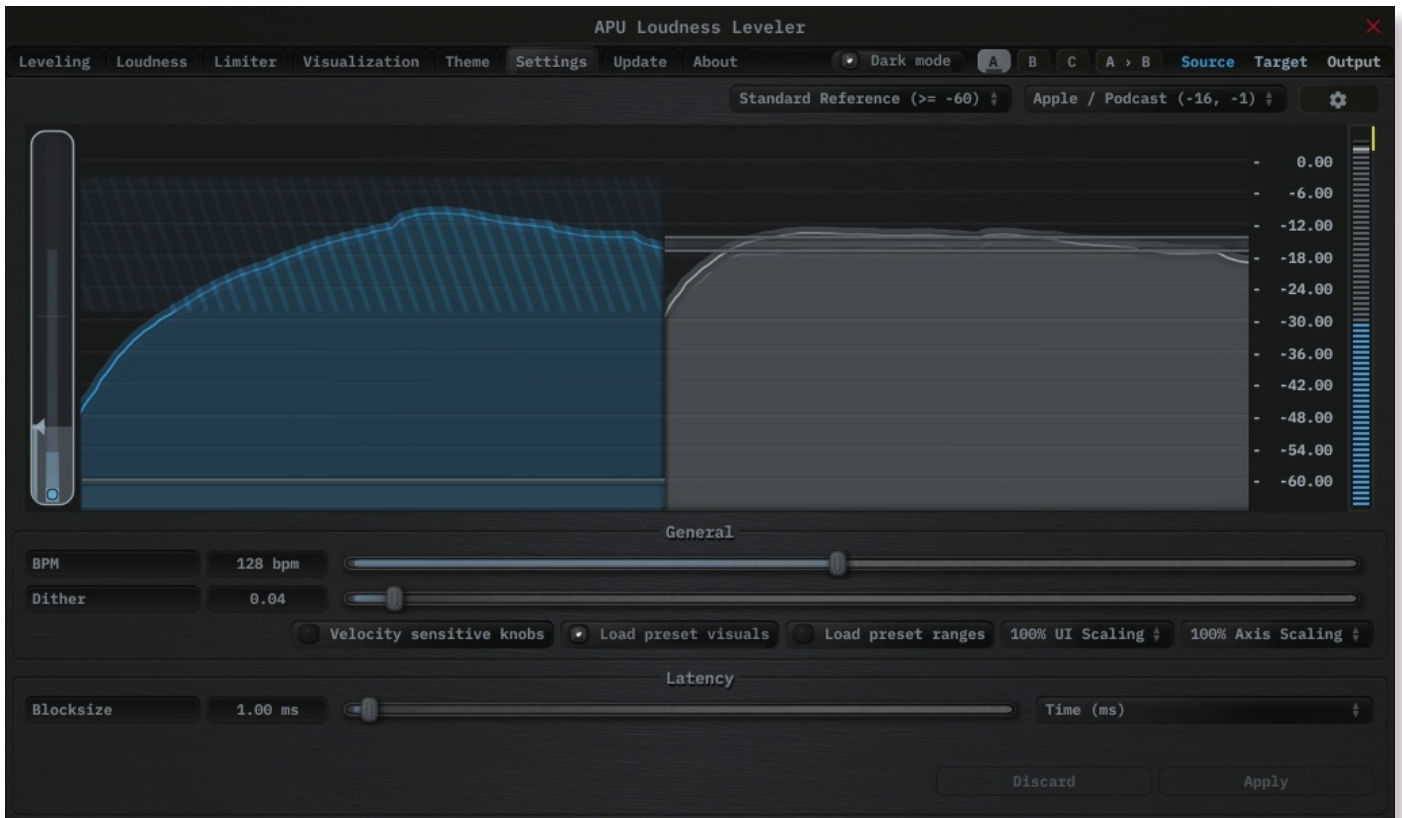 APU Loudness Leveler
Leveling Loudness Limiter Visualization Theme Settings Update About Dark mode A B C A › B Source Target Output
Standard Reference (>= -60) Apple / Podcast (-16, -1)
- 0.00
- -6.00
- -12.00
- -18.00
- -24.00
- -30.00
- -36.00
- -42.00
- -48.00
- -54.00
- -60.00
General
BPM 128 bpm
Dither 0.04
Velocity sensitive knobs Load preset visuals Load preset ranges 100% UI Scaling 100% Axis Scaling
Latency
Blocksize 1.00 ms Time (ms)
Discard Apply